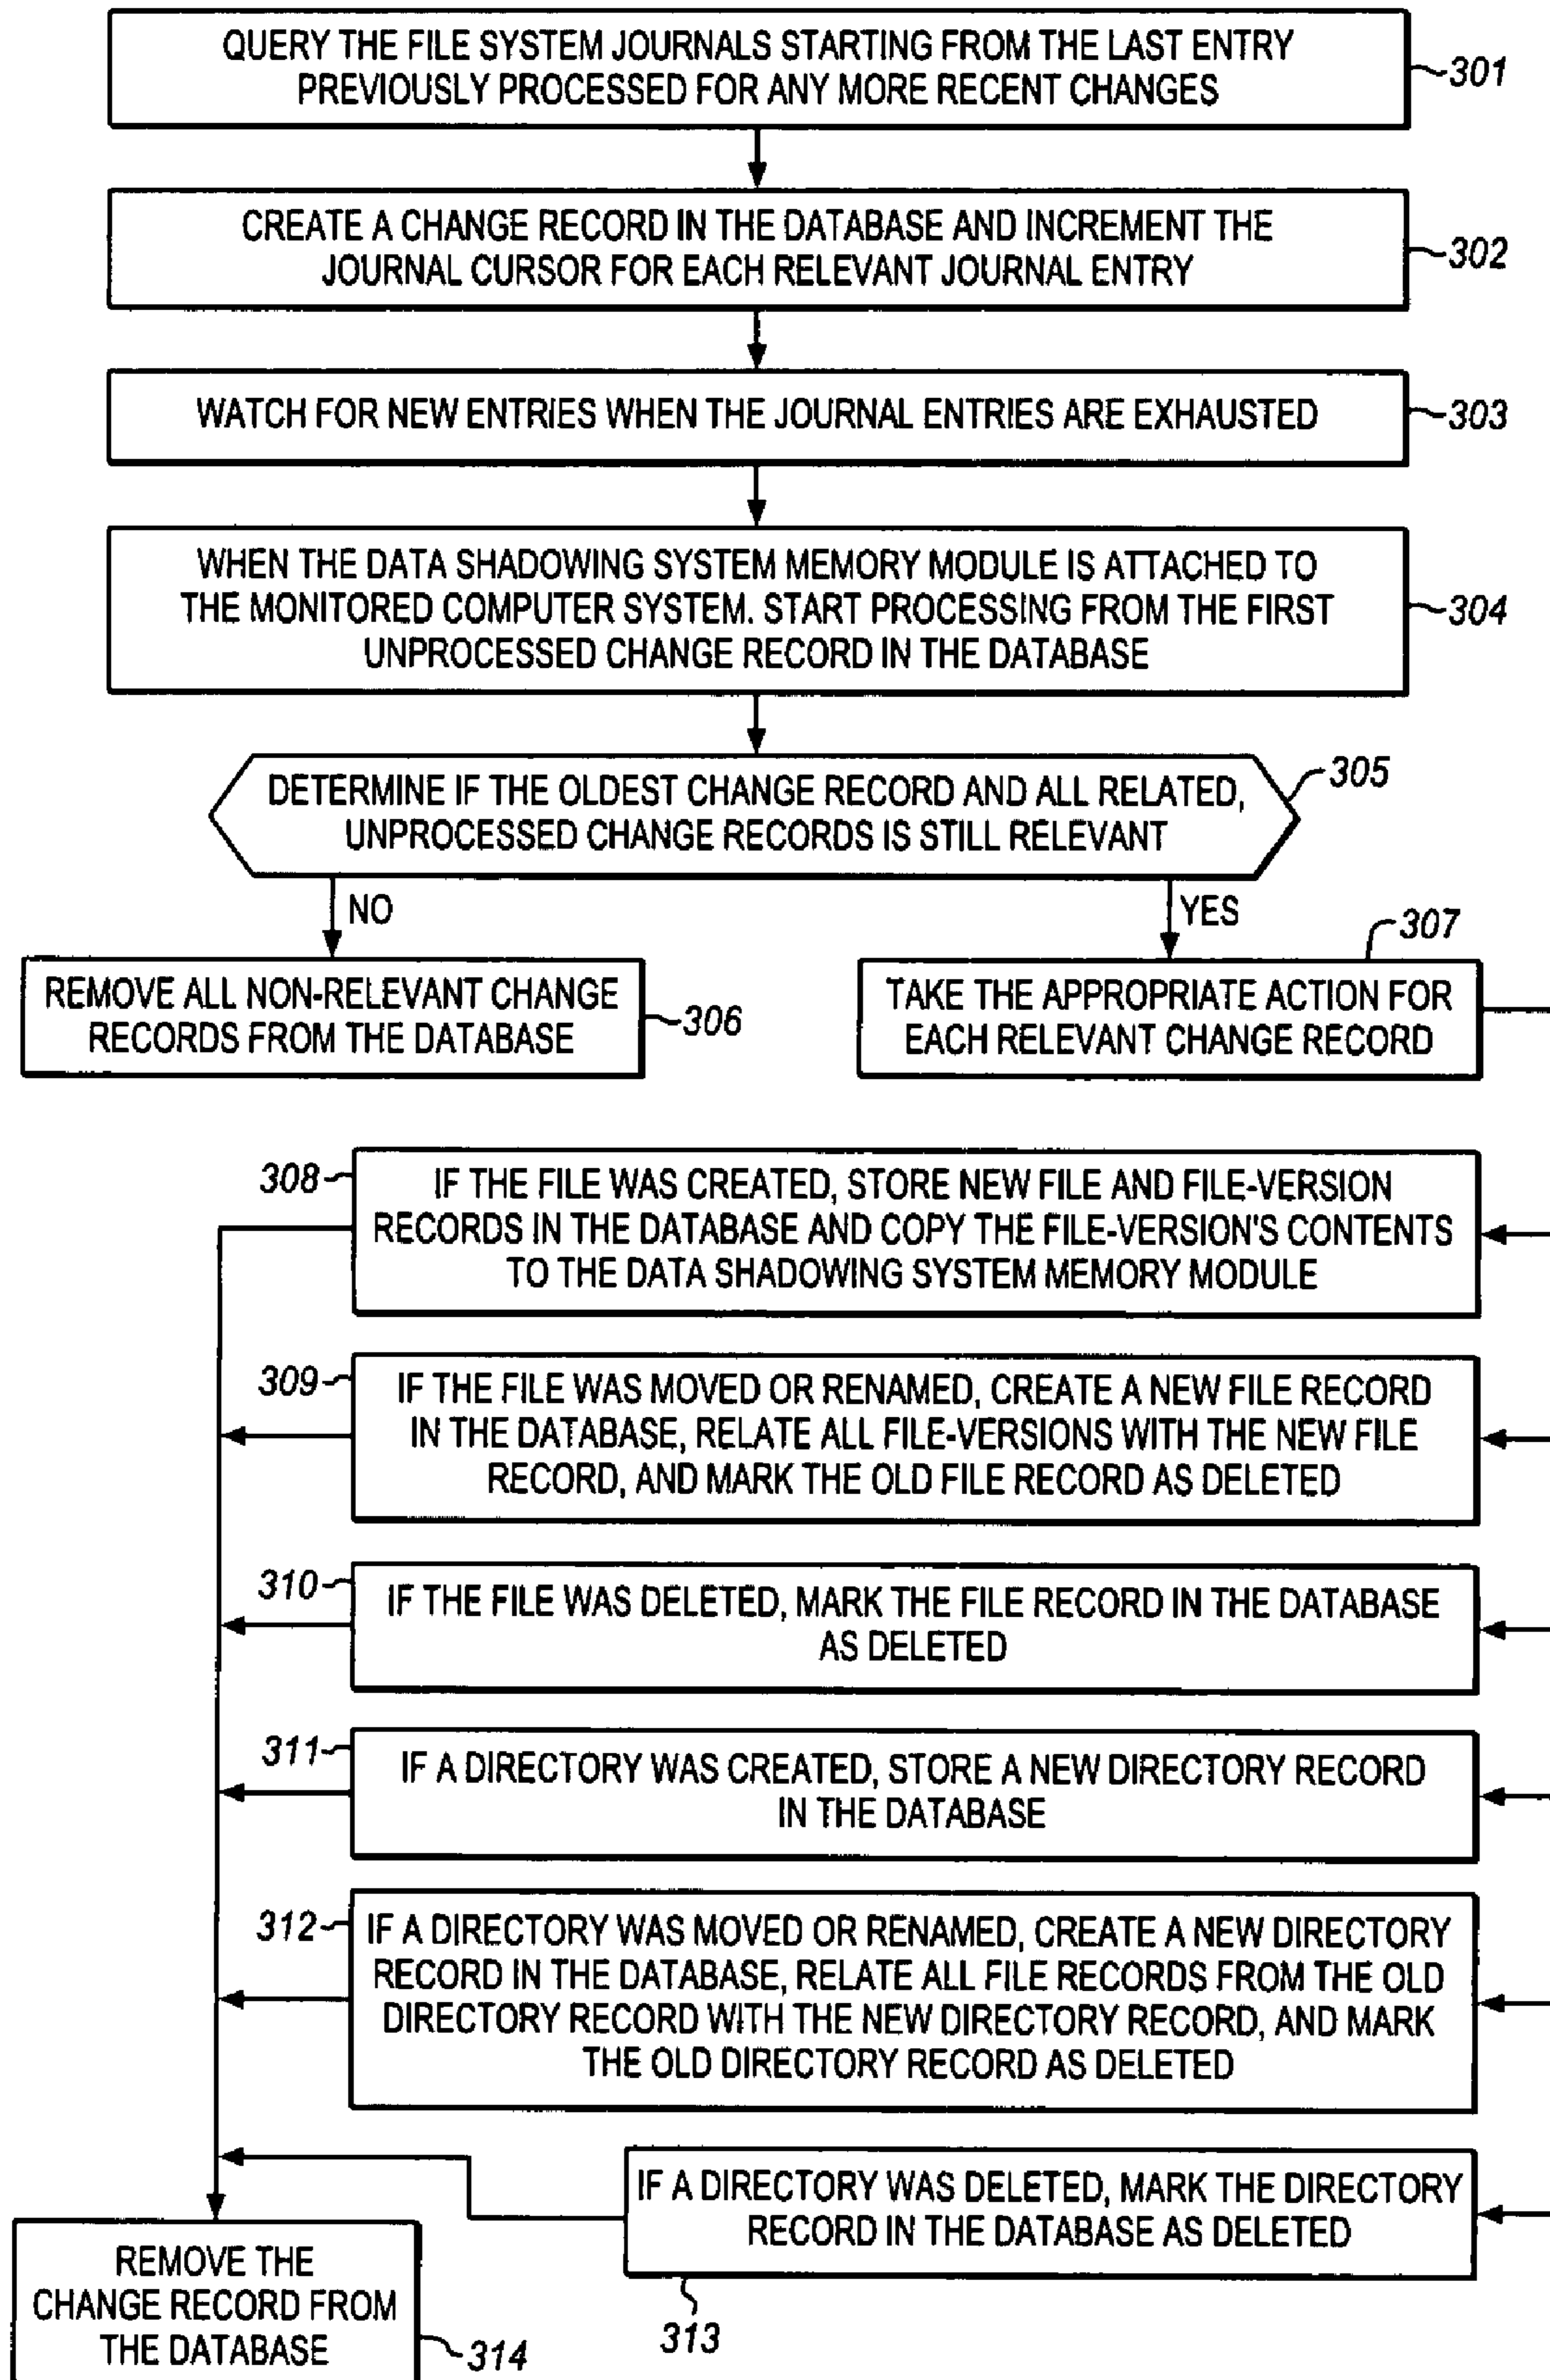 QUERY THE FILE SYSTEM JOURNALS STARTING FROM THE LAST ENTRY
PREVIOUSLY PROCESSED FOR ANY MORE RECENT CHANGES
301
CREATE A CHANGE RECORD IN THE DATABASE AND INCREMENT THE
JOURNAL CURSOR FOR EACH RELEVANT JOURNAL ENTRY
302
WATCH FOR NEW ENTRIES WHEN THE JOURNAL ENTRIES ARE EXHAUSTED
303
WHEN THE DATA SHADOWING SYSTEM MEMORY MODULE IS ATTACHED TO
THE MONITORED COMPUTER SYSTEM. START PROCESSING FROM THE FIRST
UNPROCESSED CHANGE RECORD IN THE DATABASE
304
DETERMINE IF THE OLDEST CHANGE RECORD AND ALL RELATED,
UNPROCESSED CHANGE RECORDS IS STILL RELEVANT
305
NO
YES
REMOVE ALL NON-RELEVANT CHANGE
RECORDS FROM THE DATABASE
306
307
TAKE THE APPROPRIATE ACTION FOR
EACH RELEVANT CHANGE RECORD
308
IF THE FILE WAS CREATED, STORE NEW FILE AND FILE-VERSION
RECORDS IN THE DATABASE AND COPY THE FILE-VERSION'S CONTENTS
TO THE DATA SHADOWING SYSTEM MEMORY MODULE
309
IF THE FILE WAS MOVED OR RENAMED, CREATE A NEW FILE RECORD
IN THE DATABASE, RELATE ALL FILE-VERSIONS WITH THE NEW FILE
RECORD, AND MARK THE OLD FILE RECORD AS DELETED
310
IF THE FILE WAS DELETED, MARK THE FILE RECORD IN THE DATABASE
AS DELETED
311
IF A DIRECTORY WAS CREATED, STORE A NEW DIRECTORY RECORD
IN THE DATABASE
312
IF A DIRECTORY WAS MOVED OR RENAMED, CREATE A NEW DIRECTORY
RECORD IN THE DATABASE, RELATE ALL FILE RECORDS FROM THE OLD
DIRECTORY RECORD WITH THE NEW DIRECTORY RECORD, AND MARK
THE OLD DIRECTORY RECORD AS DELETED
IF A DIRECTORY WAS DELETED, MARK THE DIRECTORY
RECORD IN THE DATABASE AS DELETED
313
REMOVE THE
CHANGE RECORD FROM
THE DATABASE
314